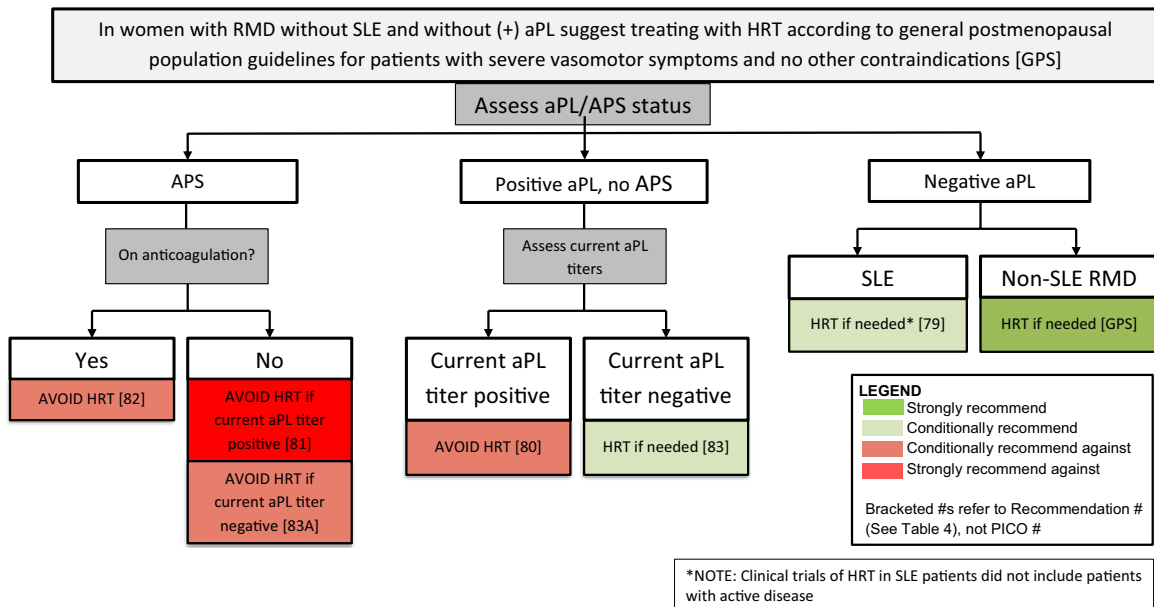 In women with RMD without SLE and without (+) aPL suggest treating with HRT according to general postmenopausal
population guidelines for patients with severe vasomotor symptoms and no other contraindications [GPS]
Assess aPL/APS status
APS
Positive aPL, no APS
Negative aPL
On anticoagulation?
Assess current aPL
titers
SLE
Non-SLE RMD
HRT if needed* [79]
HRT if needed [GPS]
Yes
No
Current aPL
titer positive
Current aPL
titer negative
AVOID HRT [82]
AVOID HRT if
current aPL titer
positive [81]
AVOID HRT if
current aPL titer
negative [83A]
AVOID HRT [80]
HRT if needed [83]
LEGEND
Strongly recommend
Conditionally recommend
Conditionally recommend against
Strongly recommend against
Bracketed #s refer to Recommendation #
(See Table 4), not PICO #
*NOTE: Clinical trials of HRT in SLE patients did not include patients
with active disease